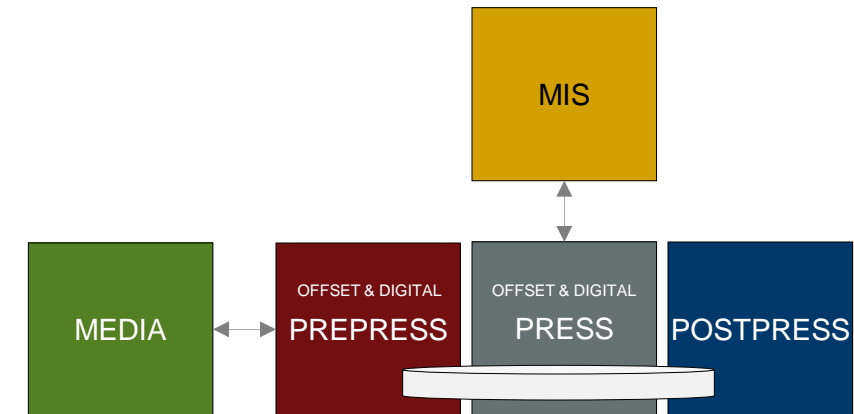 MIS
MEDIA
OFFSET & DIGITAL
PREPRESS
OFFSET & DIGITAL
PRESS
POSTPRESS